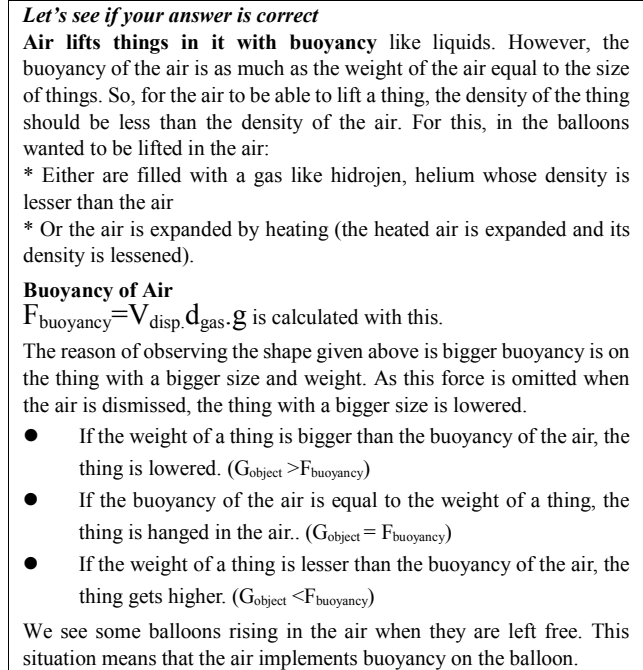 Let's see if your answer is correct
Air lifts things in it with buoyancy like liquids. However, the
buoyancy of the air is as much as the weight of the air equal to the size
of things. So, for the air to be able to lift a thing, the density of the thing
should be less than the density of the air. For this, in the balloons
wanted to be lifted in the air:
* Either are filled with a gas like hidrojen, helium whose density is
lesser than the air
* Or the air is expanded by heating (the heated air is expanded and its
density is lessened).
Buoyancy of Air
Fbuoyancy=Vdisp.dgas.g is calculated with this.
The reason of observing the shape given above is bigger buoyancy is on
the thing with a bigger size and weight. As this force is omitted when
the air is dismissed, the thing with a bigger size is lowered.
● If the weight of a thing is bigger than the buoyancy of the air, the
thing is lowered. (Gobject >Fbuoyancy)
● If the buoyancy of the air is equal to the weight of a thing, the
thing is hanged in the air.. (Gobject = Fbuoyancy)
● If the weight of a thing is lesser than the buoyancy of the air, the
thing gets higher. (Gobject <Fbuoyancy)
We see some balloons rising in the air when they are left free. This
situation means that the air implements buoyancy on the balloon.